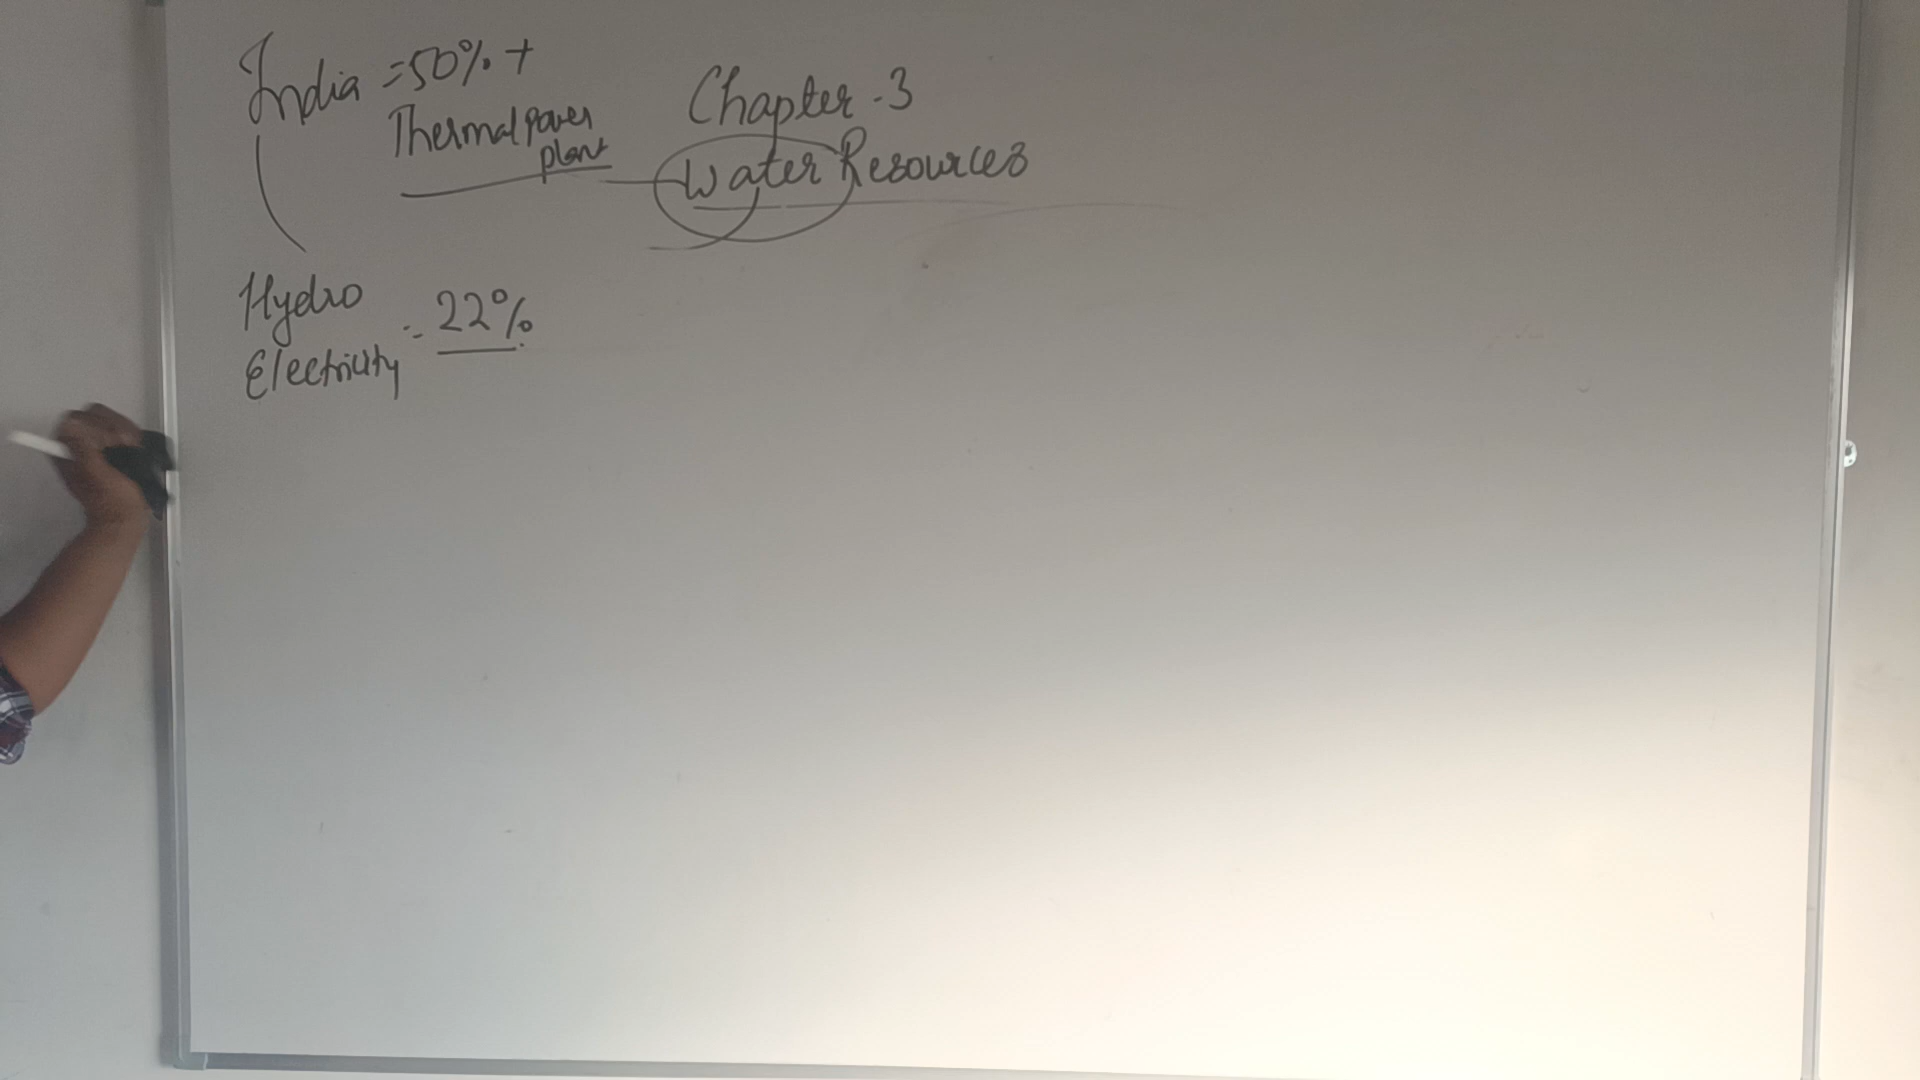 India = 50% +
Thermal power
plant
Chapter - 3
Water Resources
Hydro
Electricity = 22%